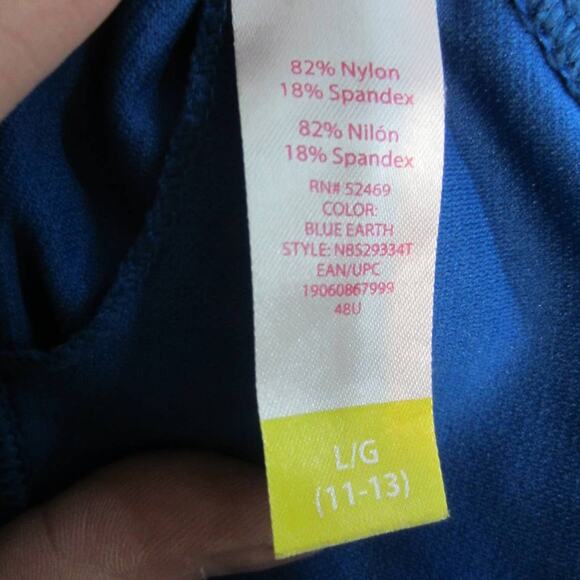 82% Nylon
18% Spandex
82% Nilón
18% Spandex
RN# 52469
COLOR:
BLUE EARTH
STYLE: NBS29334T
EAN/UPC
19060867999
48U
L/G
(11-13)